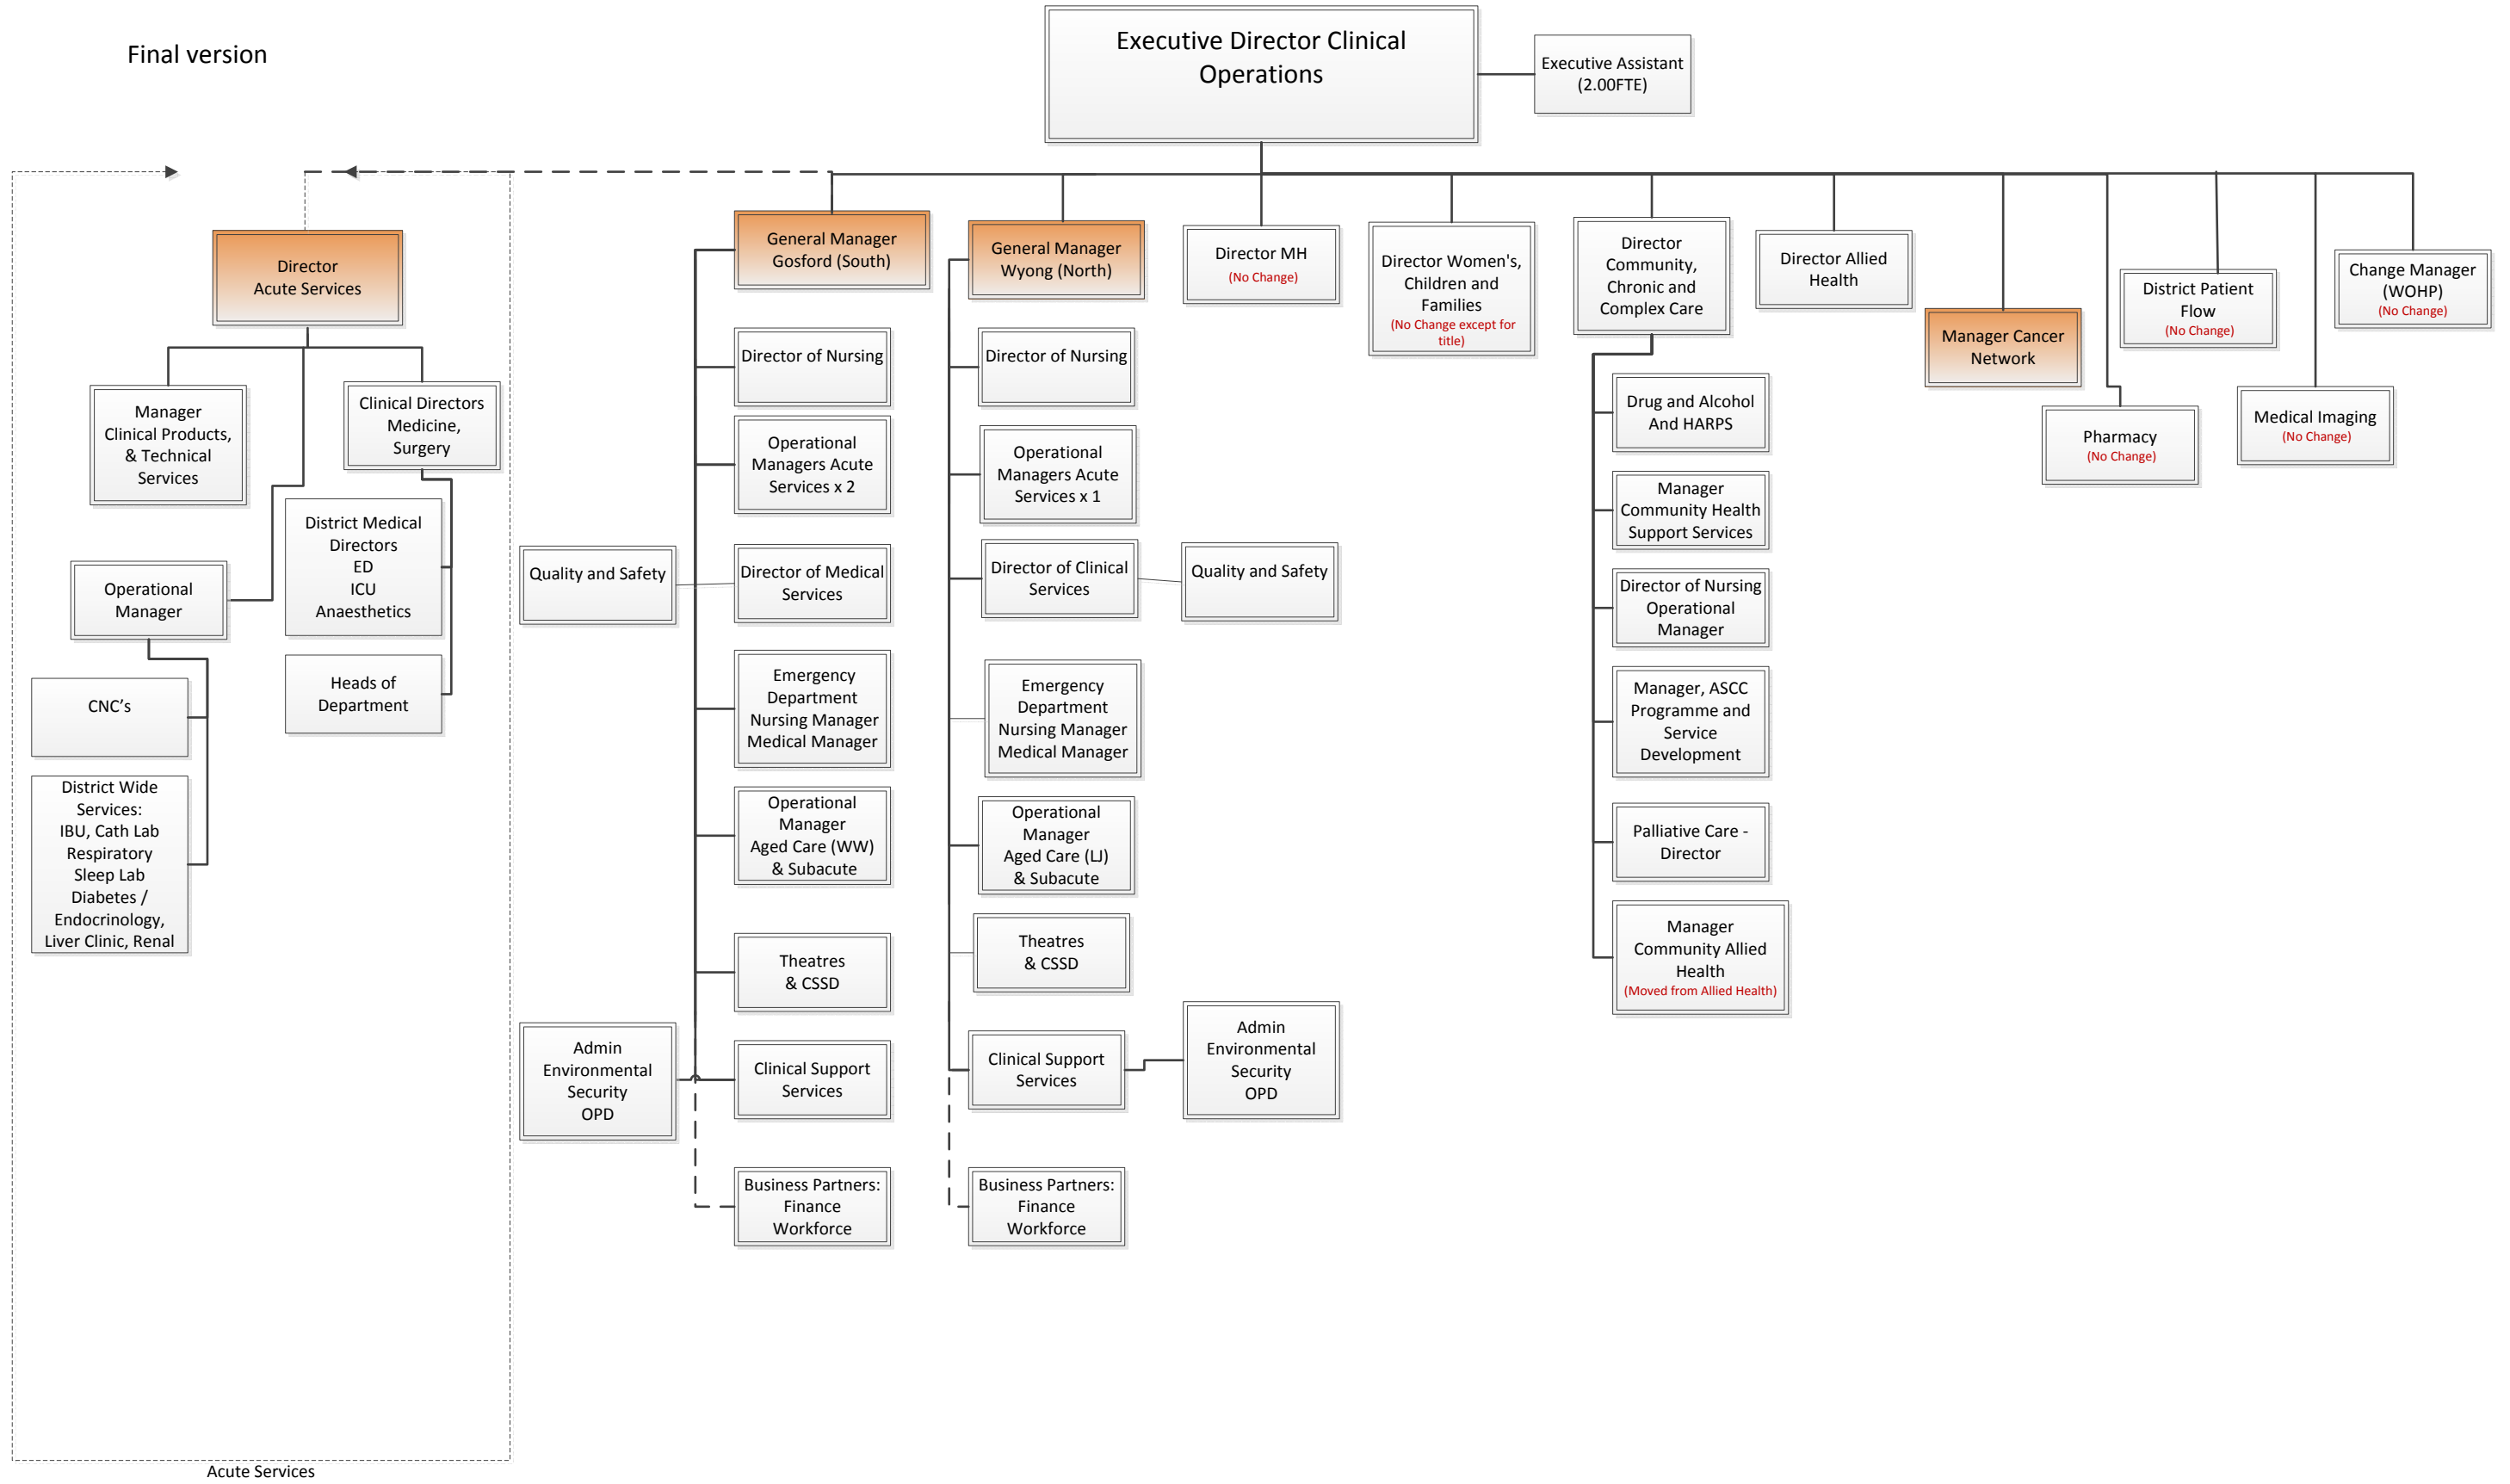 Final version
Executive Director Clinical
Operations
Executive Assistant
(2.00FTE)
Director
Acute Services
Manager
Clinical Products,
& Technical
Services
Clinical Directors
Medicine,
Surgery
District Medical
Directors
ED
ICU
Anaesthetics
Heads of
Department
Operational
Manager
CNC’s
District Wide
Services:
IBU, Cath Lab
Respiratory
Sleep Lab
Diabetes /
Endocrinology,
Liver Clinic, Renal
Acute Services
General Manager
Gosford (South)
Director of Nursing
Operational
Managers Acute
Services x 2
Quality and Safety
Director of Medical
Services
Emergency
Department
Nursing Manager
Medical Manager
Operational
Manager
Aged Care (WW)
& Subacute
Theatres
& CSSD
Admin
Environmental
Security
OPD
Clinical Support
Services
Business Partners:
Finance
Workforce
General Manager
Wyong (North)
Director of Nursing
Operational
Managers Acute
Services x 1
Director of Clinical
Services
Quality and Safety
Emergency
Department
Nursing Manager
Medical Manager
Operational
Manager
Aged Care (LJ)
& Subacute
Theatres
& CSSD
Clinical Support
Services
Admin
Environmental
Security
OPD
Business Partners:
Finance
Workforce
Director MH
(No Change)
Director Women's,
Children and
Families
(No Change except for
title)
Director
Community,
Chronic and
Complex Care
Drug and Alcohol
And HARPS
Manager
Community Health
Support Services
Director of Nursing
Operational
Manager
Manager, ASCC
Programme and
Service
Development
Palliative Care -
Director
Manager
Community Allied
Health
(Moved from Allied Health)
Director Allied
Health
Manager Cancer
Network
Pharmacy
(No Change)
District Patient
Flow
(No Change)
Medical Imaging
(No Change)
Change Manager
(WOHP)
(No Change)